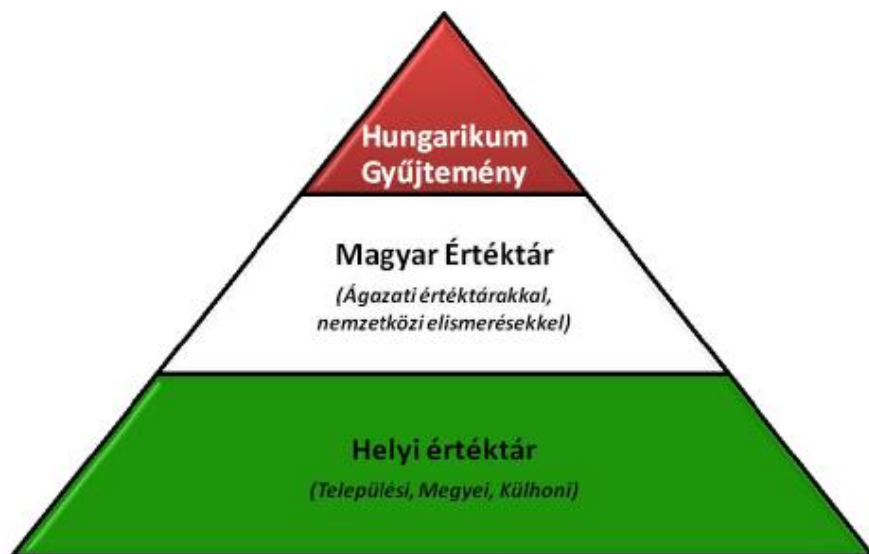 Hungarikum
Gyűjtemény
Magyar Értéktár
(Ágazati értéktárakkal,
nemzetközi elismerésekkel)
Helyi értéktár
(Települési, Megyei, Külhoni)